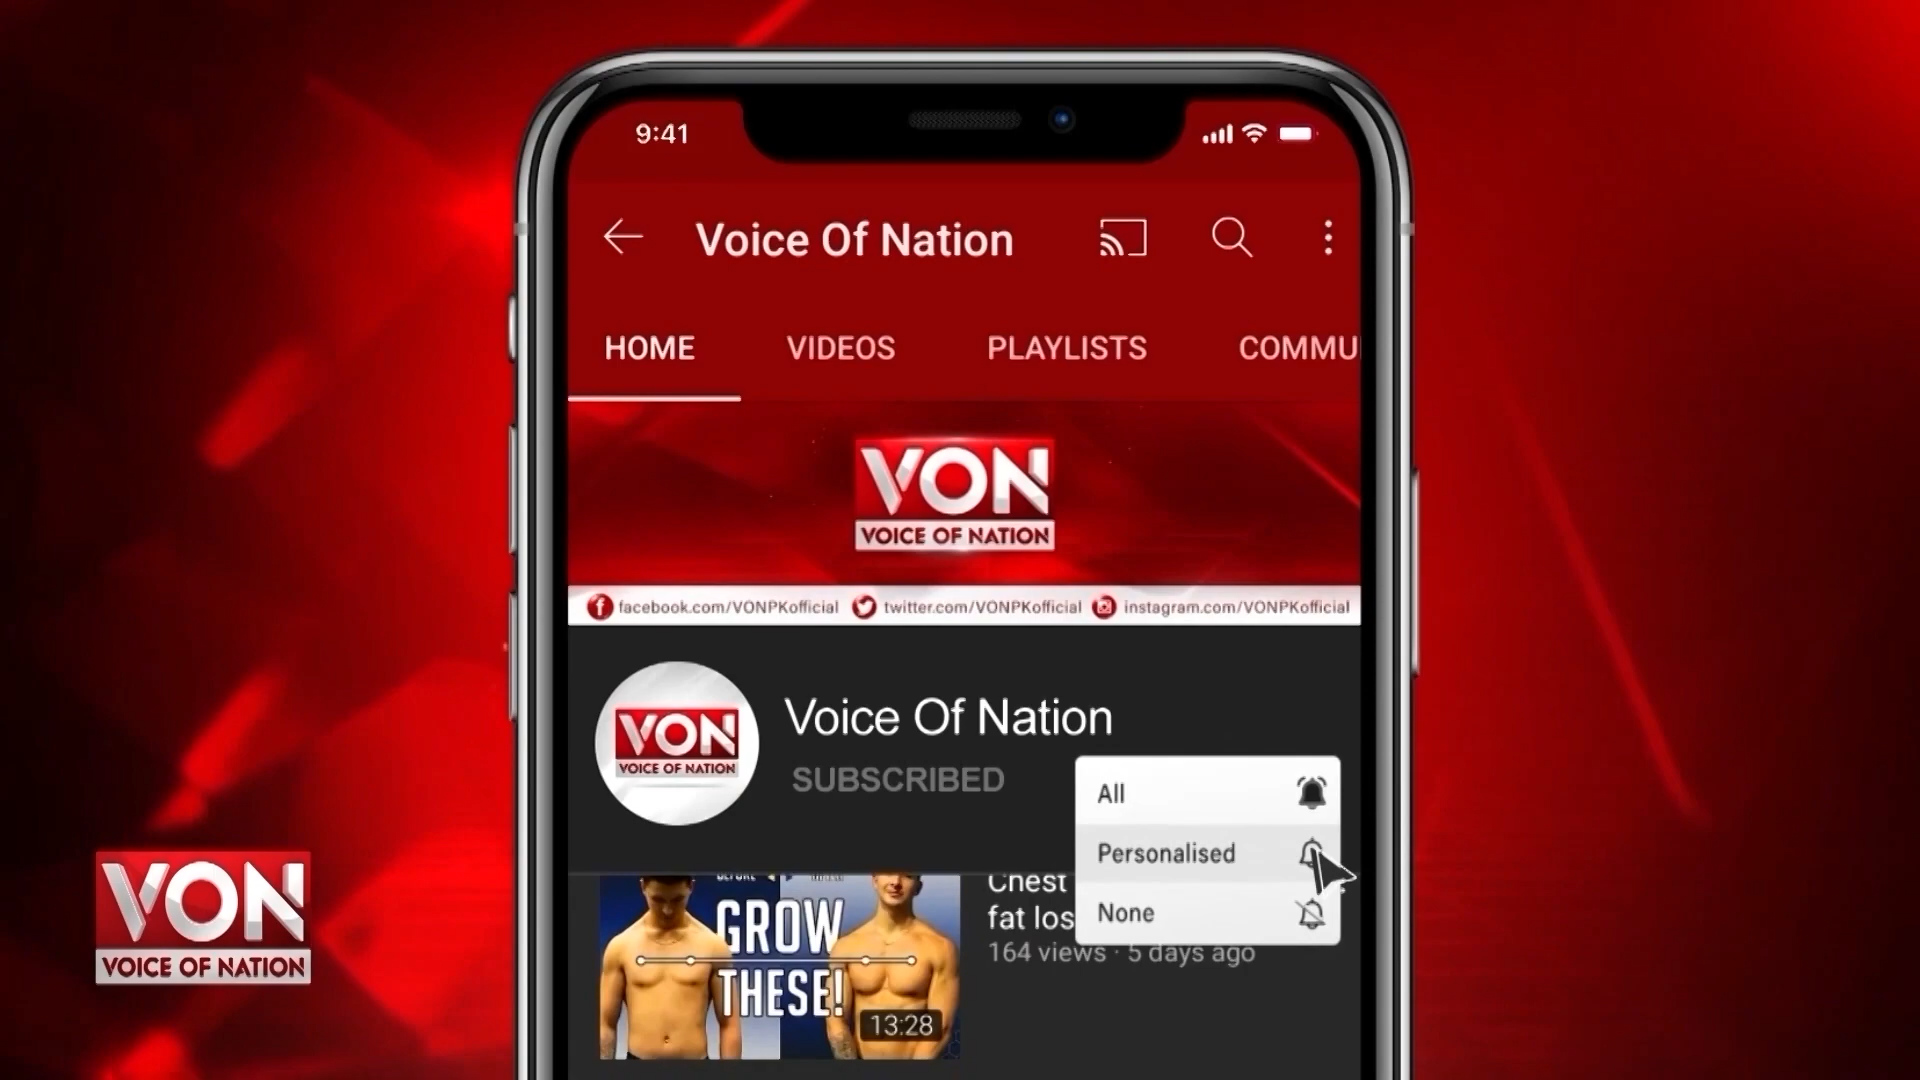 9:41
Voice Of Nation
HOME VIDEOS PLAYLISTS COMMU
VON
VOICE OF NATION
facebook.com/VONPKofficial twitter.com/VONPKofficial instagram.com/VONPKofficial
VON
VOICE OF NATION
Voice Of Nation
SUBSCRIBED
All
Personalised
None
BEFORE
GROW
THESE!
13:28
Chest
fat los
164 views · 5 days ago
VON
VOICE OF NATION